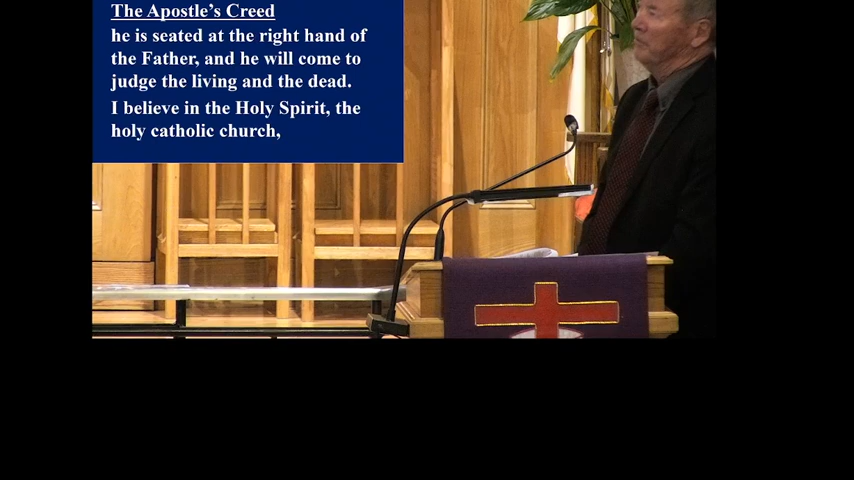 The Apostle’s Creed
he is seated at the right hand of
the Father, and he will come to
judge the living and the dead.
I believe in the Holy Spirit, the
holy catholic church,